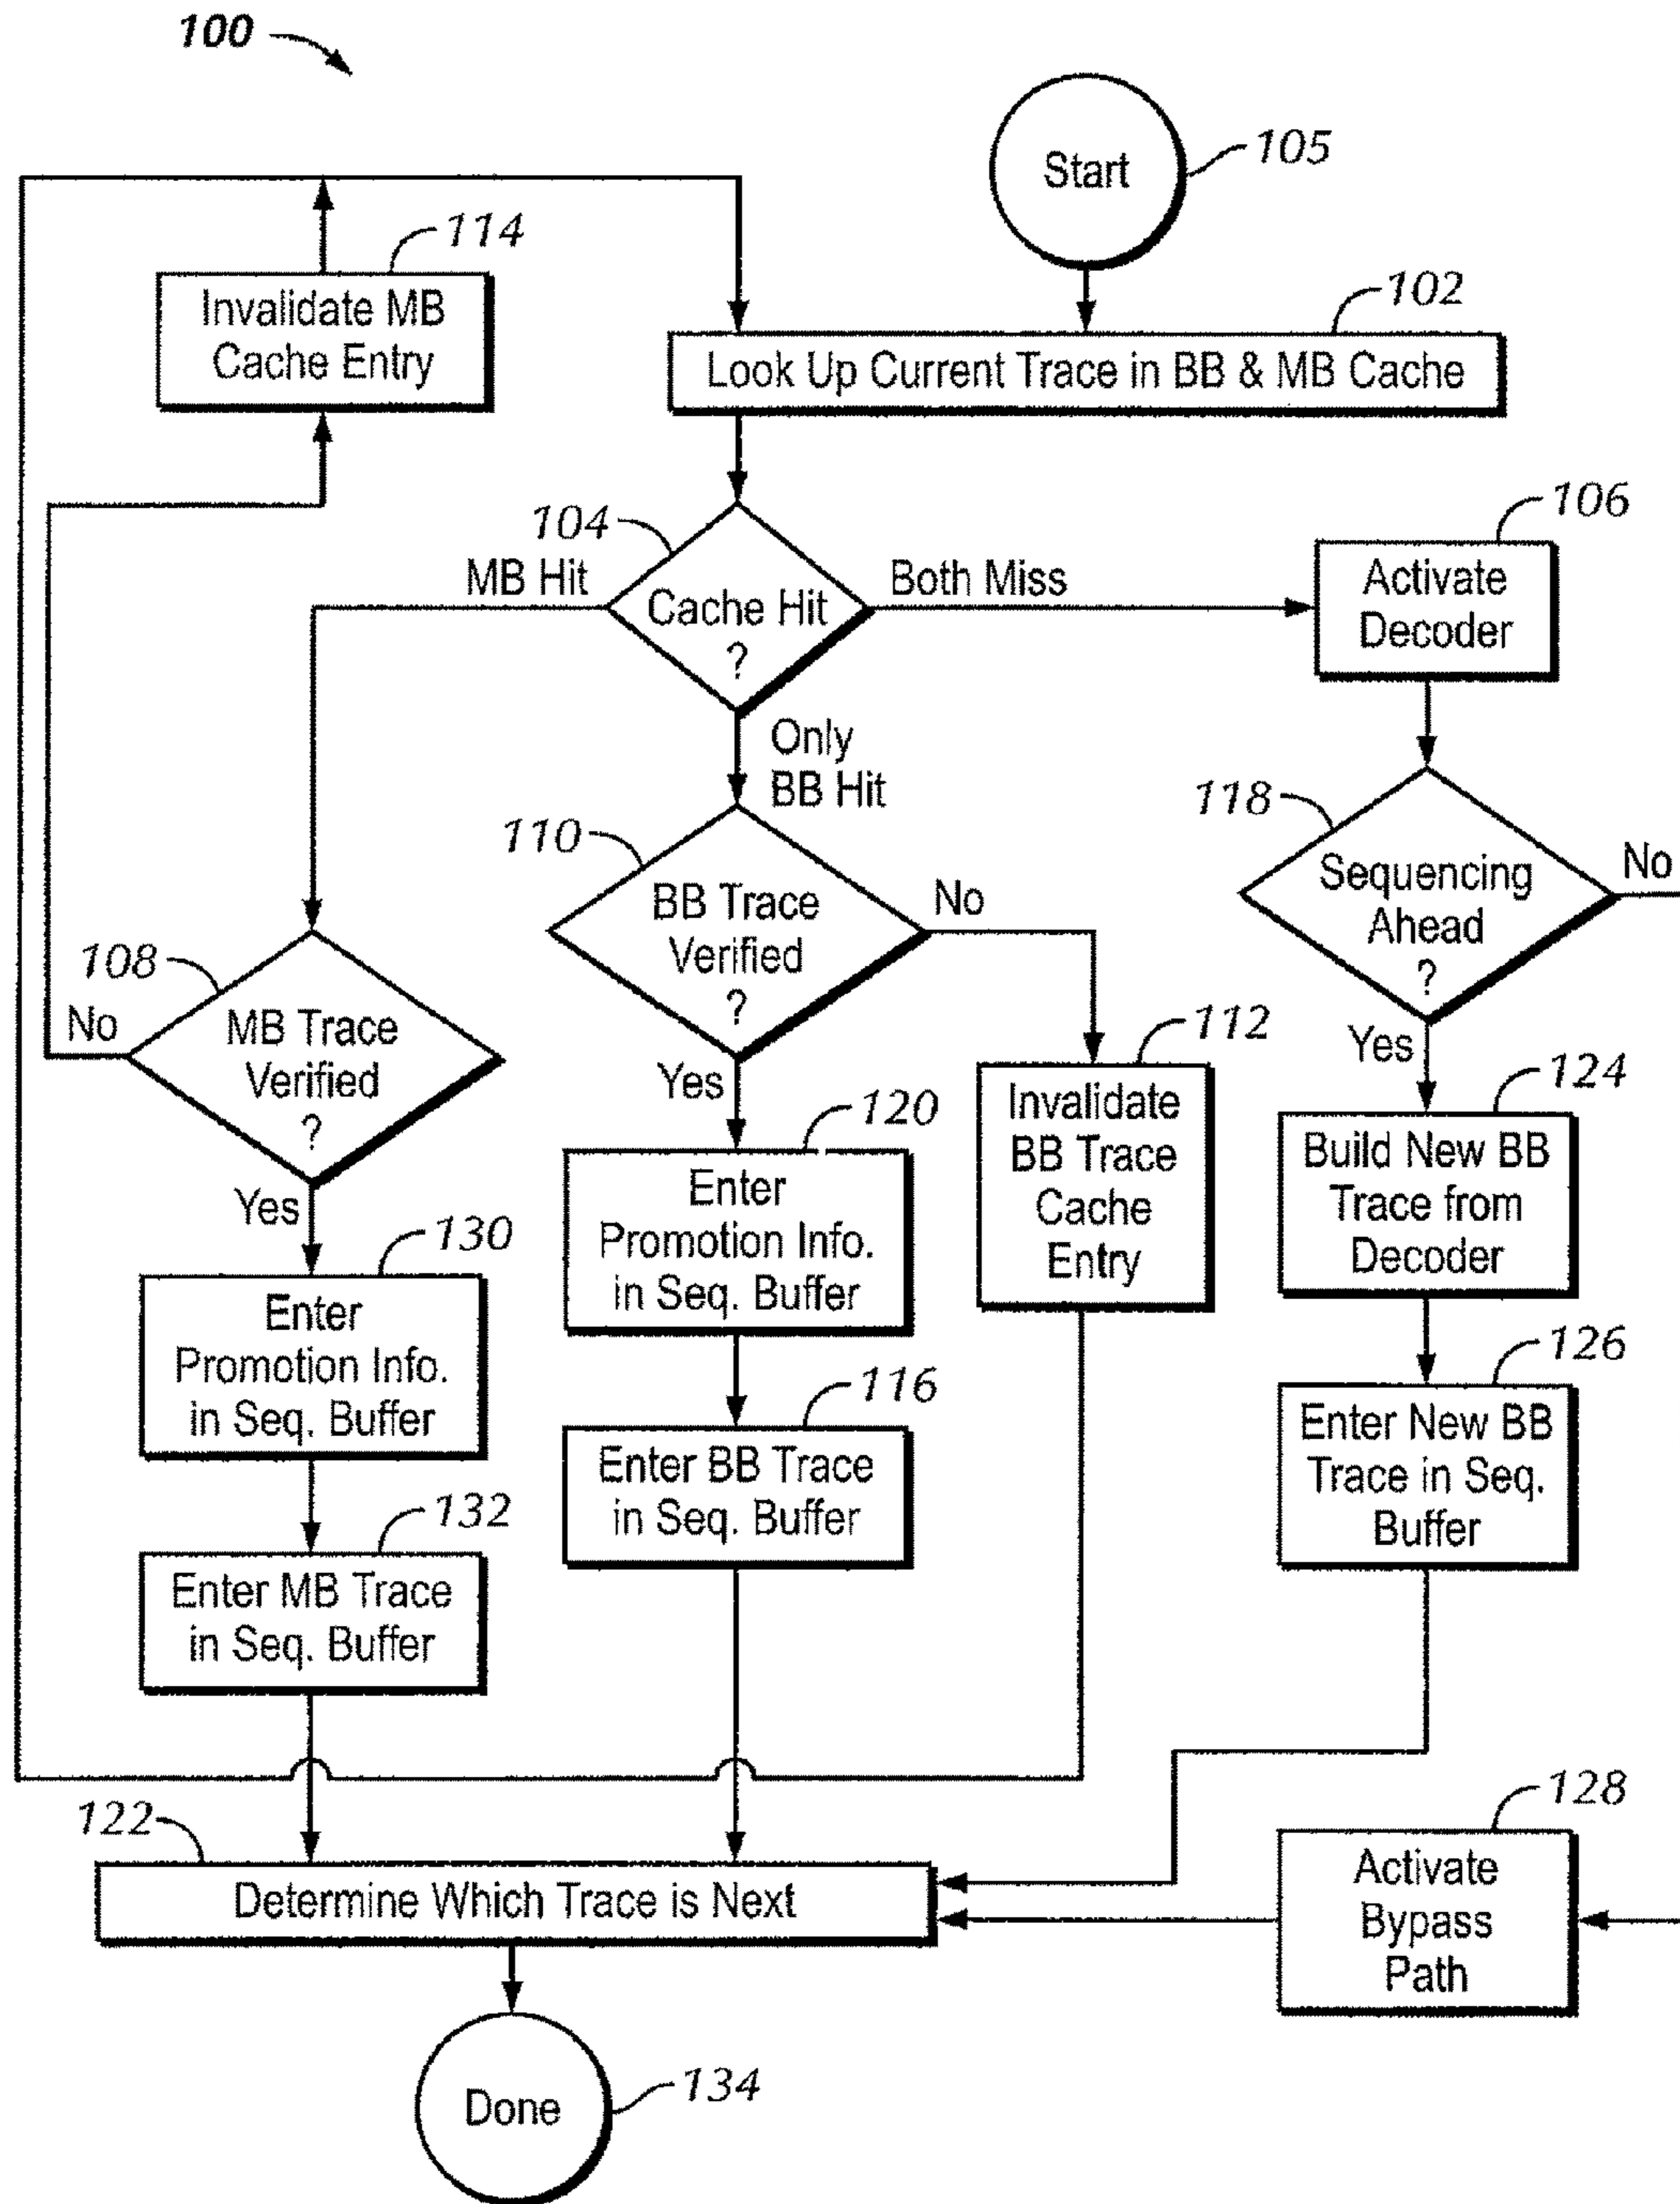 100
Start
105
114
Invalidate MB
Cache Entry
102
Look Up Current Trace in BB & MB Cache
104
MB Hit
Cache Hit
?
Both Miss
106
Activate
Decoder
Only
BB Hit
110
BB Trace
Verified
?
No
118
Sequencing
Ahead
?
No
108
No
MB Trace
Verified
?
Yes
Yes
112
Invalidate
BB Trace
Cache
Entry
Yes
124
Build New BB
Trace from
Decoder
120
Enter
Promotion Info.
in Seq. Buffer
130
Enter
Promotion Info.
in Seq. Buffer
116
Enter BB Trace
in Seq. Buffer
126
Enter New BB
Trace in Seq.
Buffer
132
Enter MB Trace
in Seq. Buffer
122
Determine Which Trace is Next
128
Activate
Bypass
Path
Done
134